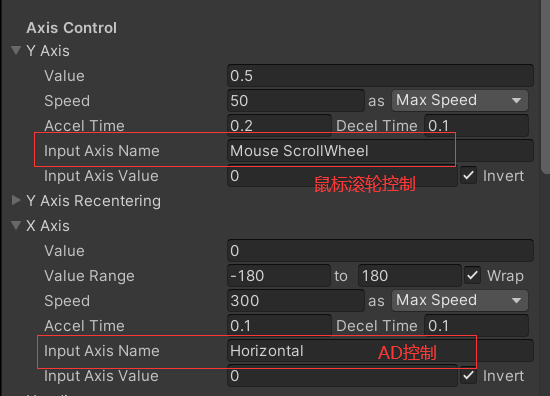 Axis Control
Y Axis
Value 0.5
Speed 50 as Max Speed
Accel Time 0.2 Decel Time 0.1
Input Axis Name Mouse ScrollWheel
Input Axis Value 0 Invert
鼠标滚轮控制
Y Axis Recentering
X Axis
Value 0
Value Range -180 to 180 Wrap
Speed 300 as Max Speed
Accel Time 0.1 Decel Time 0.1
Input Axis Name Horizontal AD控制
Input Axis Value 0 Invert